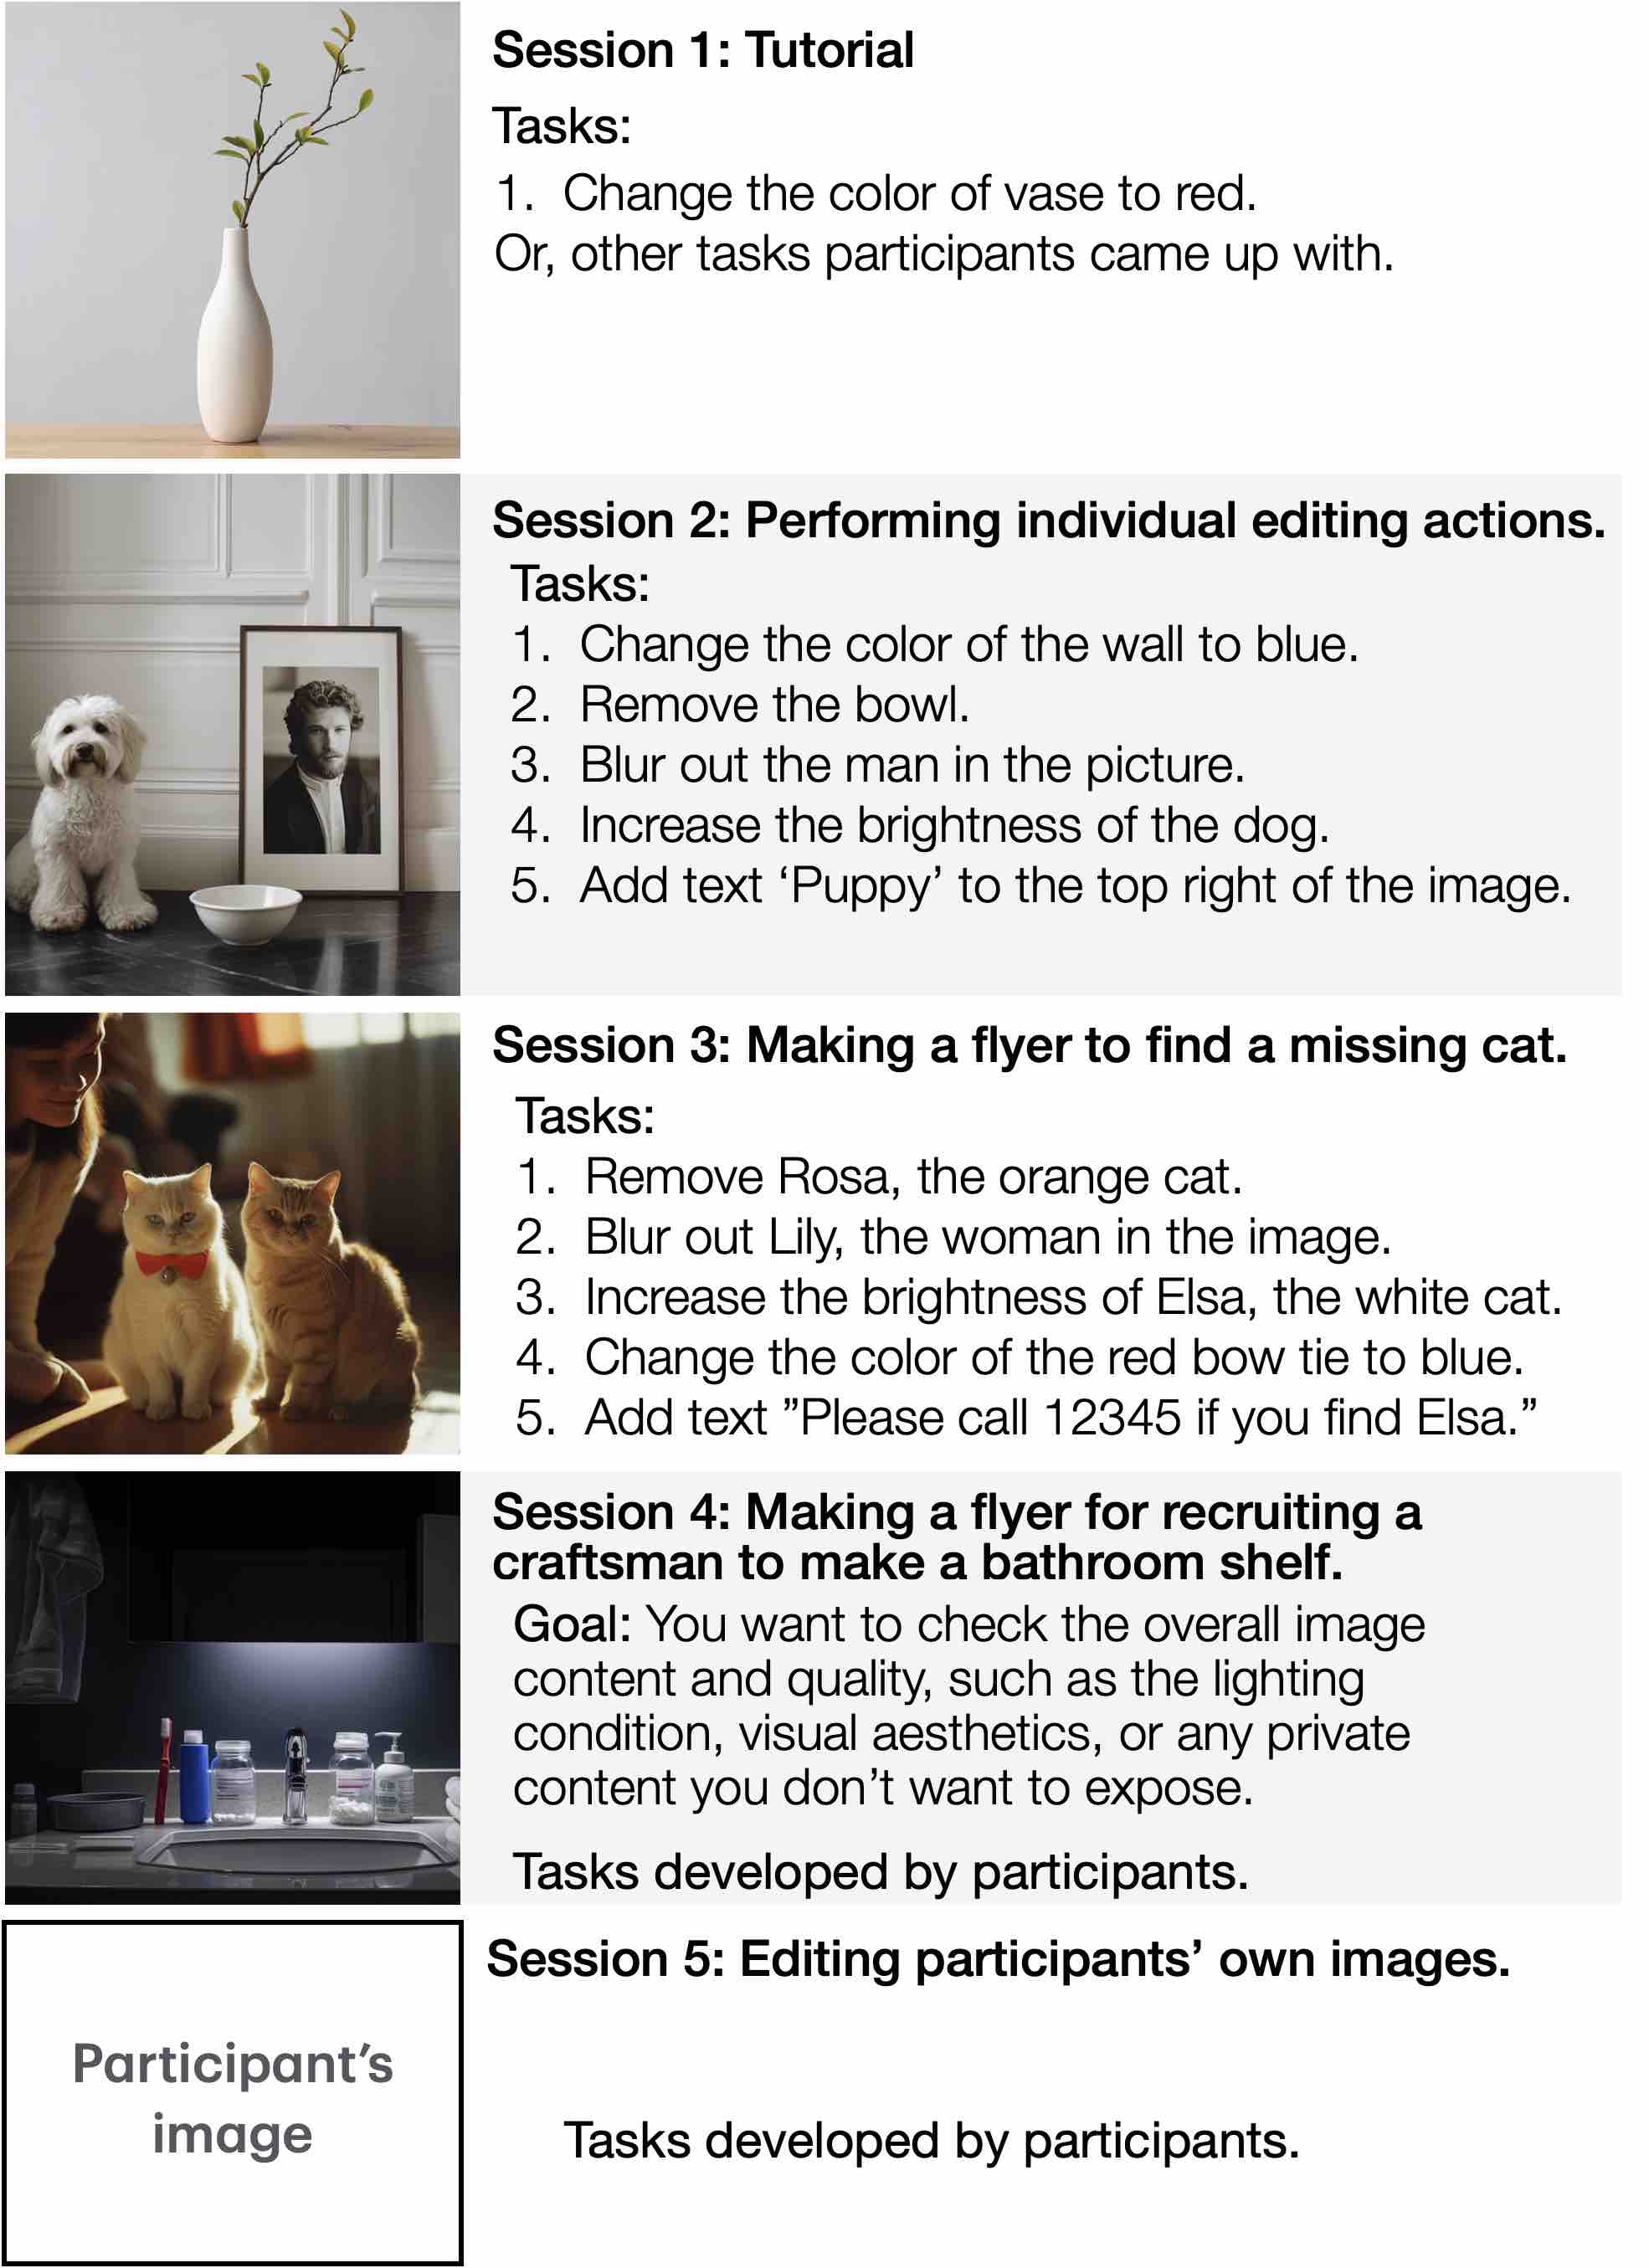 Session 1: Tutorial
Tasks:
1. Change the color of vase to red.
Or, other tasks participants came up with.
Session 2: Performing individual editing actions.
Tasks:
1. Change the color of the wall to blue.
2. Remove the bowl.
3. Blur out the man in the picture.
4. Increase the brightness of the dog.
5. Add text ‘Puppy’ to the top right of the image.
Session 3: Making a flyer to find a missing cat.
Tasks:
1. Remove Rosa, the orange cat.
2. Blur out Lily, the woman in the image.
3. Increase the brightness of Elsa, the white cat.
4. Change the color of the red bow tie to blue.
5. Add text ”Please call 12345 if you find Elsa.”
Session 4: Making a flyer for recruiting a
craftsman to make a bathroom shelf.
Goal: You want to check the overall image
content and quality, such as the lighting
condition, visual aesthetics, or any private
content you don’t want to expose.
Tasks developed by participants.
Participant’s
image
Session 5: Editing participants’ own images.
Tasks developed by participants.